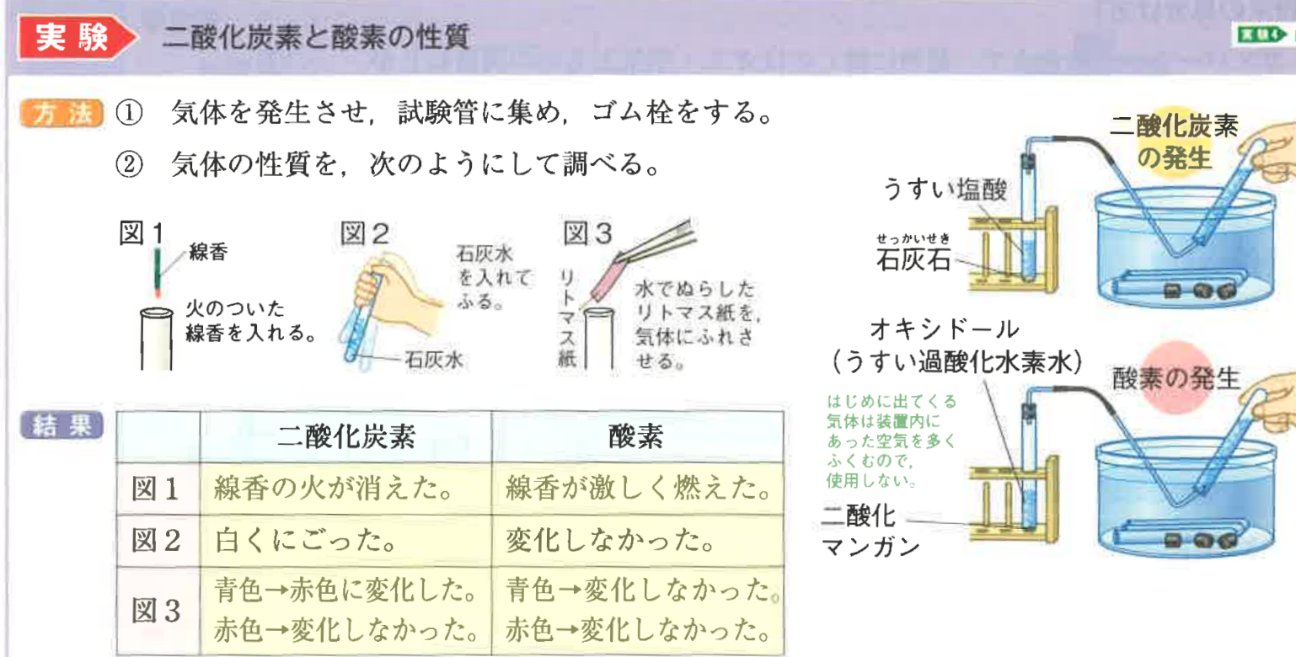 実験 二酸化炭素と酸素の性質
実験4
方法 ① 気体を発生させ，試験管に集め，ゴム栓をする。
② 気体の性質を，次のようにして調べる。
図1
線香
火のついた
線香を入れる。
図2
石灰水
を入れて
ふる。
石灰水
図3
リトマス紙
水でぬらした
リトマス紙を，
気体にふれさ
せる。
二酸化炭素
の発生
うすい塩酸
せっかいせき
石灰石
オキシドール
（うすい過酸化水素水）
酸素の発生
はじめに出てくる
気体は装置内に
あった空気を多く
ふくむので，
使用しない。
二酸化
マンガン
結果
二酸化炭素 酸素
図1 線香の火が消えた。 線香が激しく燃えた。
図2 白くにごった。 変化しなかった。
図3 青色→赤色に変化した。 青色→変化しなかった。
赤色→変化しなかった。 赤色→変化しなかった。